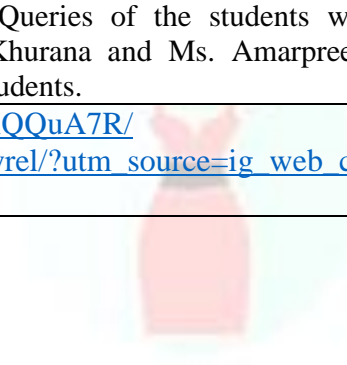 Queries of the students w
Khurana and Ms. Amarpree
udents.
QQuA7R/
vrel/?utm_source=ig_web_c